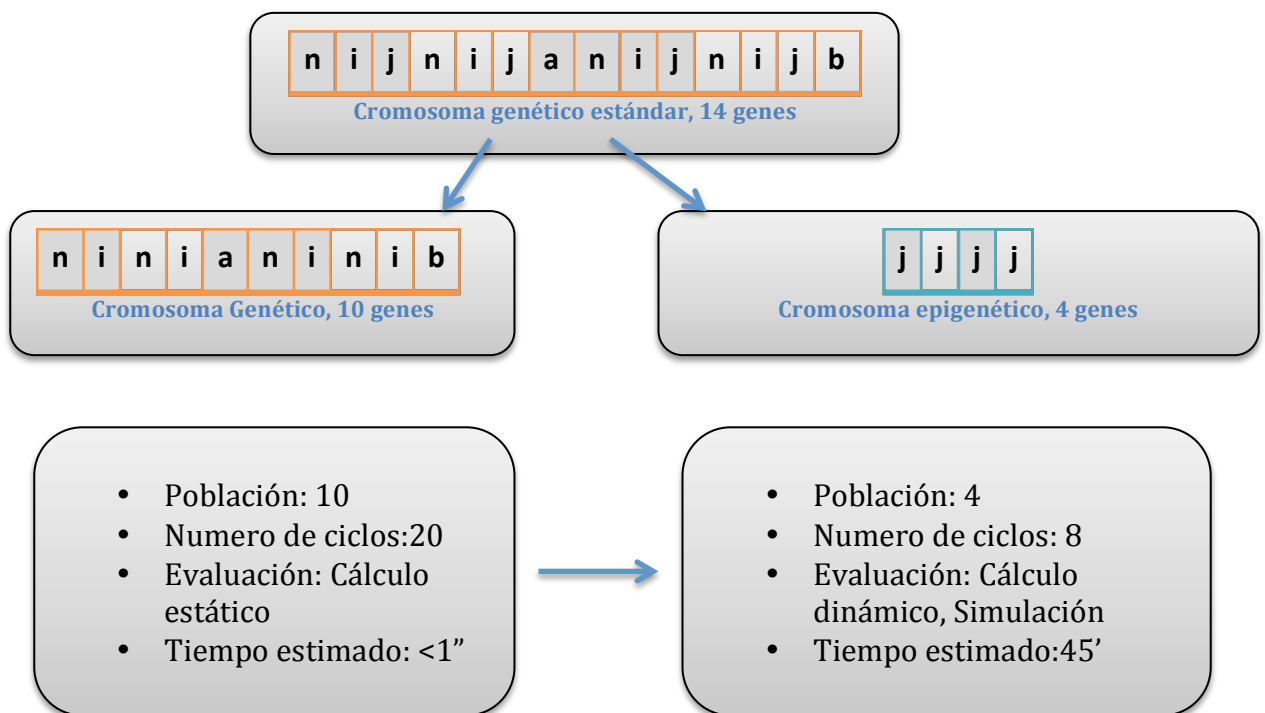 n i j n i j a n i j n i j b
Cromosoma genético estándar, 14 genes
n i n i a n i n i b
Cromosoma Genético, 10 genes
j j j j
Cromosoma epigenético, 4 genes
• Población: 10
• Numero de ciclos:20
• Evaluación: Cálculo
estático
• Tiempo estimado: <1”
• Población: 4
• Numero de ciclos: 8
• Evaluación: Cálculo
dinámico, Simulación
• Tiempo estimado:45’